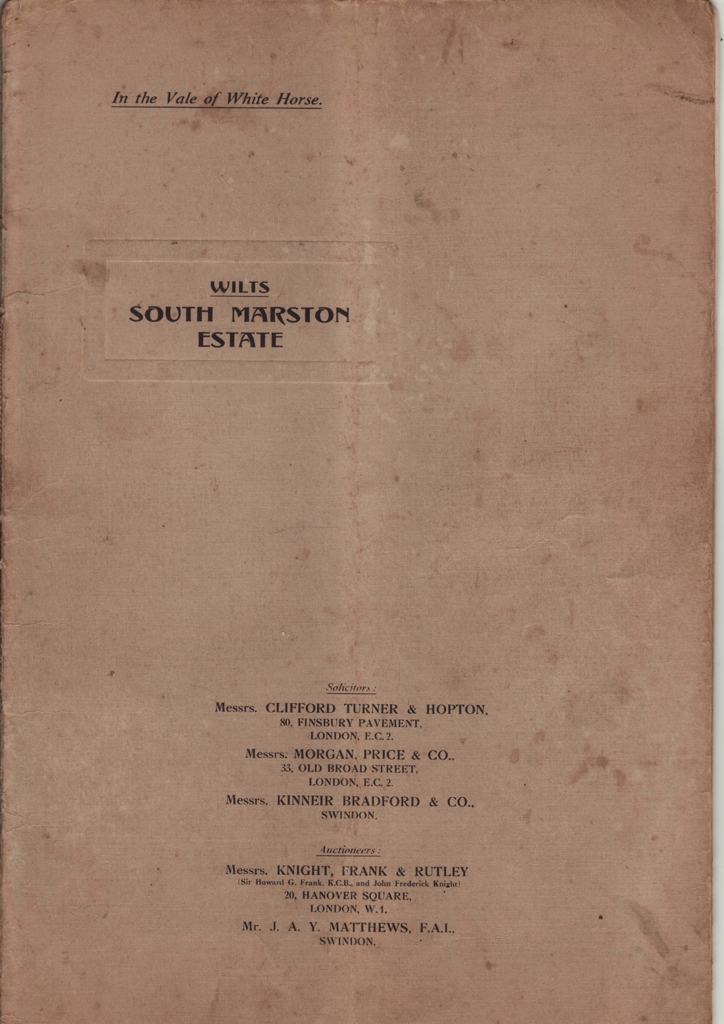 In the Vale of White Horse.
WILTS
SOUTH MARSTON
ESTATE
Solicitors:
Messrs. CLIFFORD TURNER & HOPTON,
80, FINSBURY PAVEMENT,
LONDON, E.C. 2.
Messrs. MORGAN, PRICE & CO.,
33, OLD BROAD STREET,
LONDON, E.C. 2.
Messrs. KINNEIR BRADFORD & CO.,
SWINDON.
Auctioneers:
Messrs. KNIGHT, FRANK & RUTLEY
(Sir Howard G. Frank, K.C.B., and John Frederick Knight)
20, HANOVER SQUARE,
LONDON, W. 1.
Mr. J. A. Y. MATTHEWS, F.A.I.,
SWINDON.